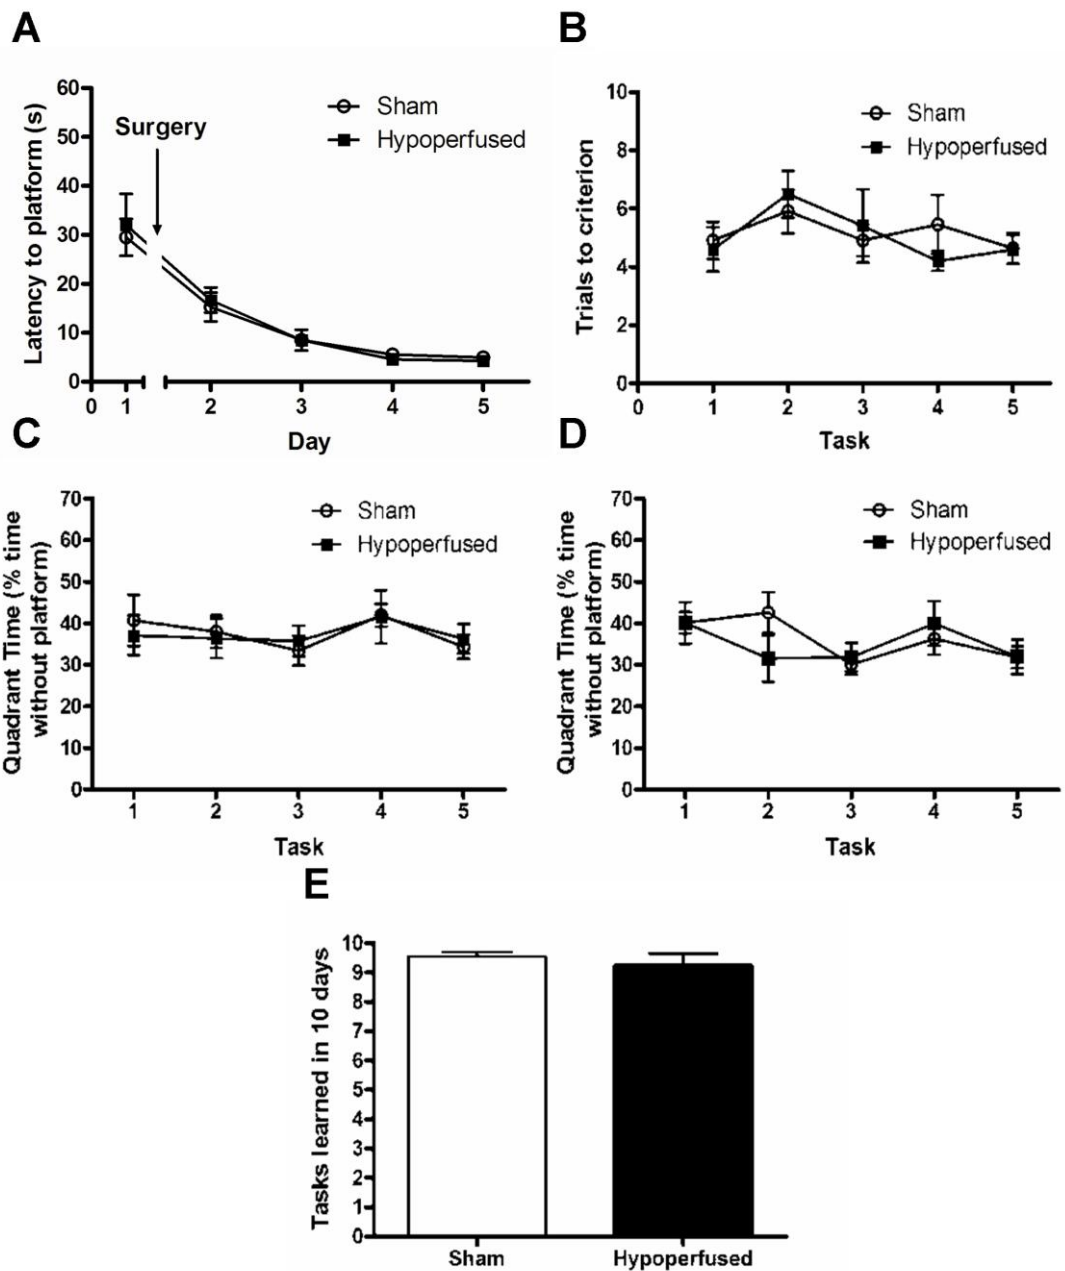 A
60
50
40
30
20
10
0
Latency to platform (s)
Surgery
Sham
Hypoperfused
0 1 2 3 4 5
Day
B
10
8
6
4
2
0
Trials to criterion
Sham
Hypoperfused
0 1 2 3 4 5
Task
C
70
60
50
40
30
20
10
0
Quadrant Time (% time
without platform)
Sham
Hypoperfused
1 2 3 4 5
Task
D
70
60
50
40
30
20
10
0
Quadrant Time (% time
without platform)
Sham
Hypoperfused
1 2 3 4 5
Task
E
10
9
8
7
6
5
4
3
2
1
0
Tasks learned in 10 days
Sham Hypoperfused